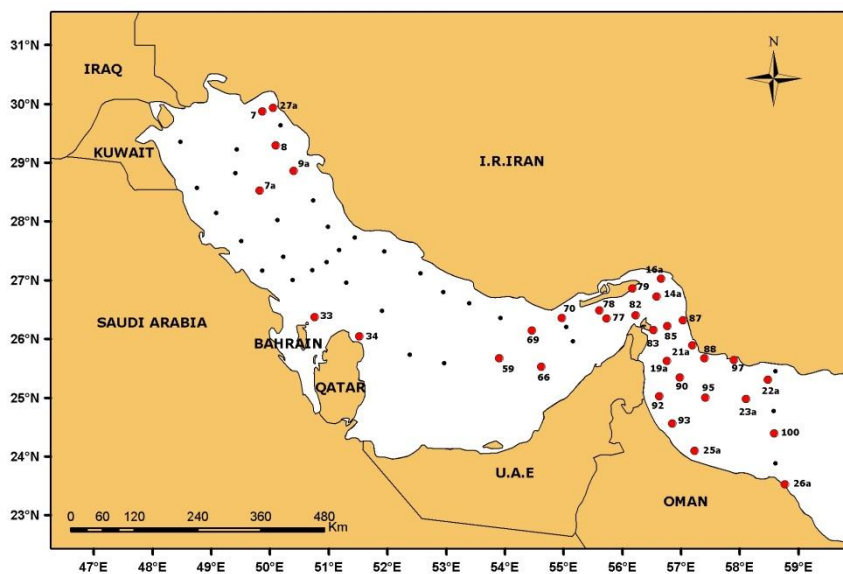 N
31°N
30°N
29°N
28°N
27°N
26°N
25°N
24°N
23°N
IRAQ
KUWAIT
I.R.IRAN
SAUDI ARABIA
BAHRAIN
QATAR
U.A.E
OMAN
7
27a
8
9a
7a
33
34
16a
79
14a
78
82
70
77
87
69
83
85
21a
88
59
66
19a
97
90
95
22a
92
23a
93
100
25a
26a
0 60 120 240 360 480
Km
47°E 48°E 49°E 50°E 51°E 52°E 53°E 54°E 55°E 56°E 57°E 58°E 59°E